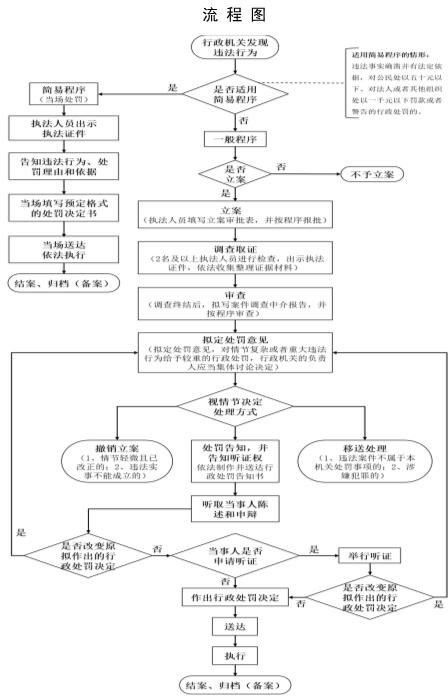 流 程 图
行政机关发现
违法行为
适用简易程序的情形：
违法事实确凿并有法定依
据，对公民处以五十元以
下、对法人或者其他组织
处以一千元以下罚款或者
警告的行政处罚的。
是
是否适用
简易程序
简易程序
（当场处罚）
否
执法人员出示
执法证件
一般程序
告知违法行为、处
罚理由和依据
是否
立案
否
不予立案
是
当场填写预定格式
的处罚决定书
立案
（执法人员填写立案审批表，并按程序报批）
当场送达
依法执行
调查取证
（2名及以上执法人员进行检查，出示执法
证件，依法收集整理证据材料）
结案、归档（备案）
审查
（调查终结后，拟写案件调查中介报告，并
按程序审查）
拟定处罚意见
（拟定处罚意见，对情节复杂或者重大违法
行为给予较重的行政处罚，行政机关的负责
人应当集体讨论决定）
视情节决定
处理方式
撤销立案
（1、情节轻微且已
改正的；2、违法实
事不能成立的）
处罚告知，并
告知听证权
依法制作并送达行
政处罚告知书
移送处理
（1、违法案件不属于本
机关处罚事项的；2、涉
嫌犯罪的）
听取当事人陈
述和申辩
是
是否改变原
拟作出的行
政处罚决定
否
当事人是否
申请听证
是
举行听证
否
是否改变原
拟作出的行
政处罚决定
否
是
作出行政处罚决定
送达
执行
结案、归档（备案）